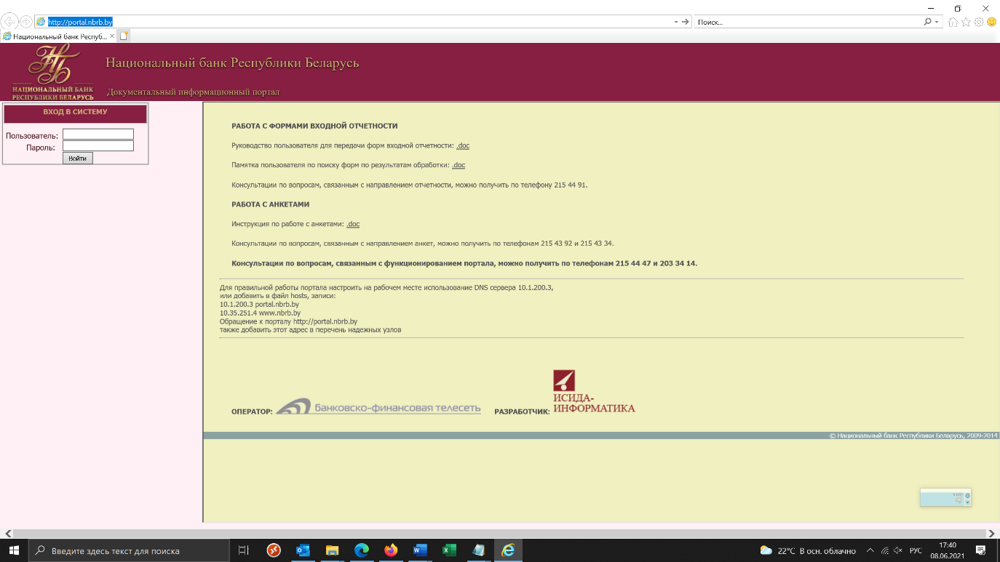 http://portal.nbrb.by
Поиск...
Национальный банк Респуб...
Национальный банк Республики Беларусь
НАЦИОНАЛЬНЫЙ БАНК
РЕСПУБЛИКИ БЕЛАРУСЬ
Документальный информационный портал
ВХОД В СИСТЕМУ
Пользователь:
Пароль:
Войти
РАБОТА С ФОРМАМИ ВХОДНОЙ ОТЧЕТНОСТИ
Руководство пользователя для передачи форм входной отчетности: .doc
Памятка пользователя по поиску форм по результатам обработки: .doc
Консультации по вопросам, связанным с направлением отчетности, можно получить по телефону 215 44 91.
РАБОТА С АНКЕТАМИ
Инструкция по работе с анкетами: .doc
Консультации по вопросам, связанным с направлением анкет, можно получить по телефонам 215 43 92 и 215 43 34.
Консультации по вопросам, связанным с функционированием портала, можно получить по телефонам 215 44 47 и 203 34 14.
Для правильной работы портала настроить на рабочем месте использование DNS сервера 10.1.200.3,
или добавить в файл hosts, записи:
10.1.200.3 portal.nbrb.by
10.35.251.4 www.nbrb.by
Обращение к порталу http://portal.nbrb.by
также добавить этот адрес в перечень надежных узлов
ОПЕРАТОР: банковско-финансовая телесеть
РАЗРАБОТЧИК: ИСИДА-
ИНФОРМАТИКА
© Национальный банк Республики Беларусь, 2009-2014
Введите здесь текст для поиска
22°C В осн. облачно
РУС
17:40
08.06.2021